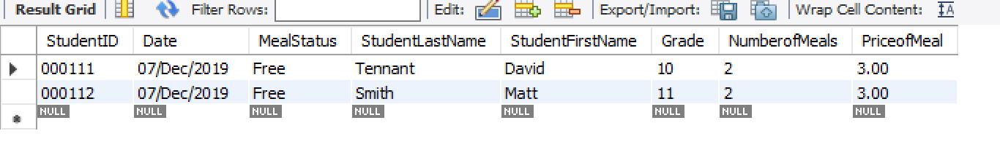 Result Grid Filter Rows: Edit: Export/Import: Wrap Cell Content: IA
StudentID Date MealStatus StudentLastName StudentFirstName Grade NumberofMeals PriceofMeal
000111 07/Dec/2019 Free Tennant David 10 2 3.00
000112 07/Dec/2019 Free Smith Matt 11 2 3.00
NULL NULL NULL NULL NULL NULL NULL NULL